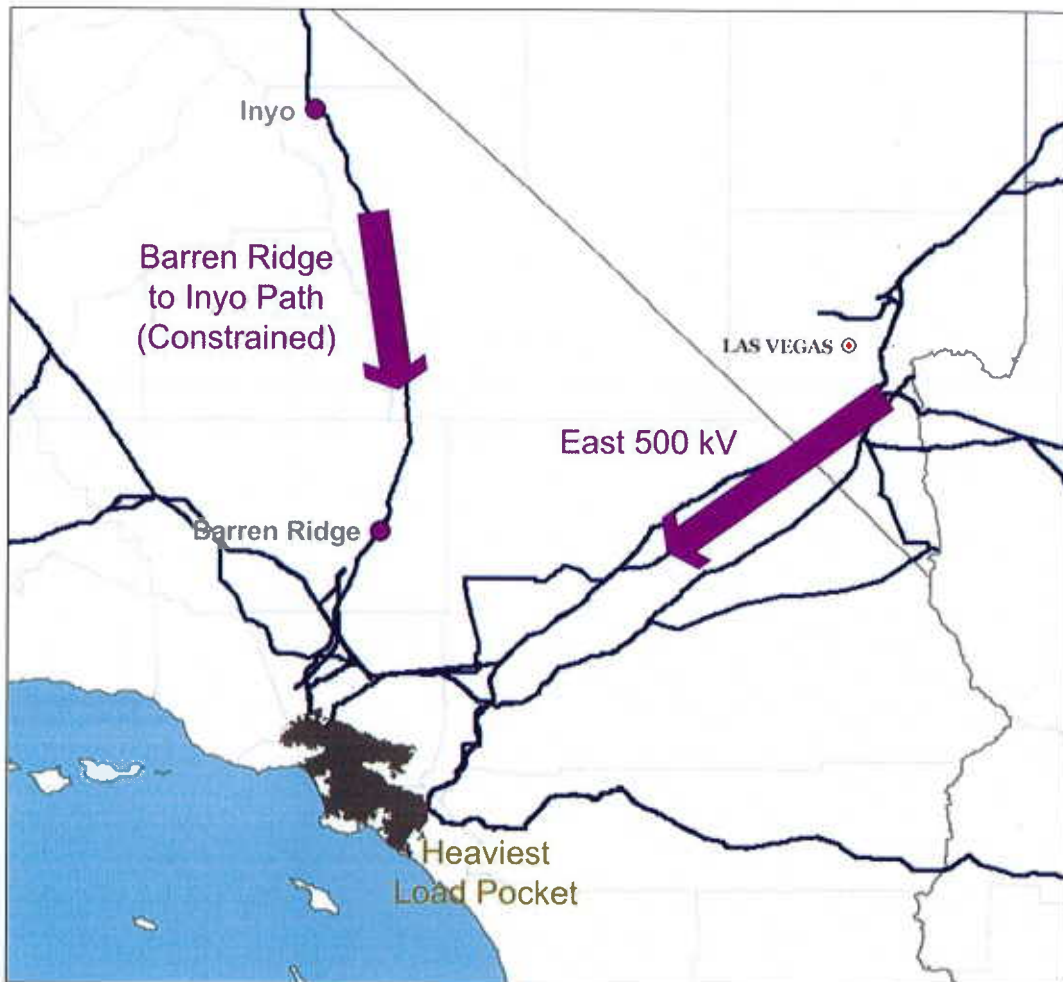 Inyo
Barren Ridge
to Inyo Path
(Constrained)
LAS VEGAS
East 500 kV
Barren Ridge
Heaviest
Load Pocket